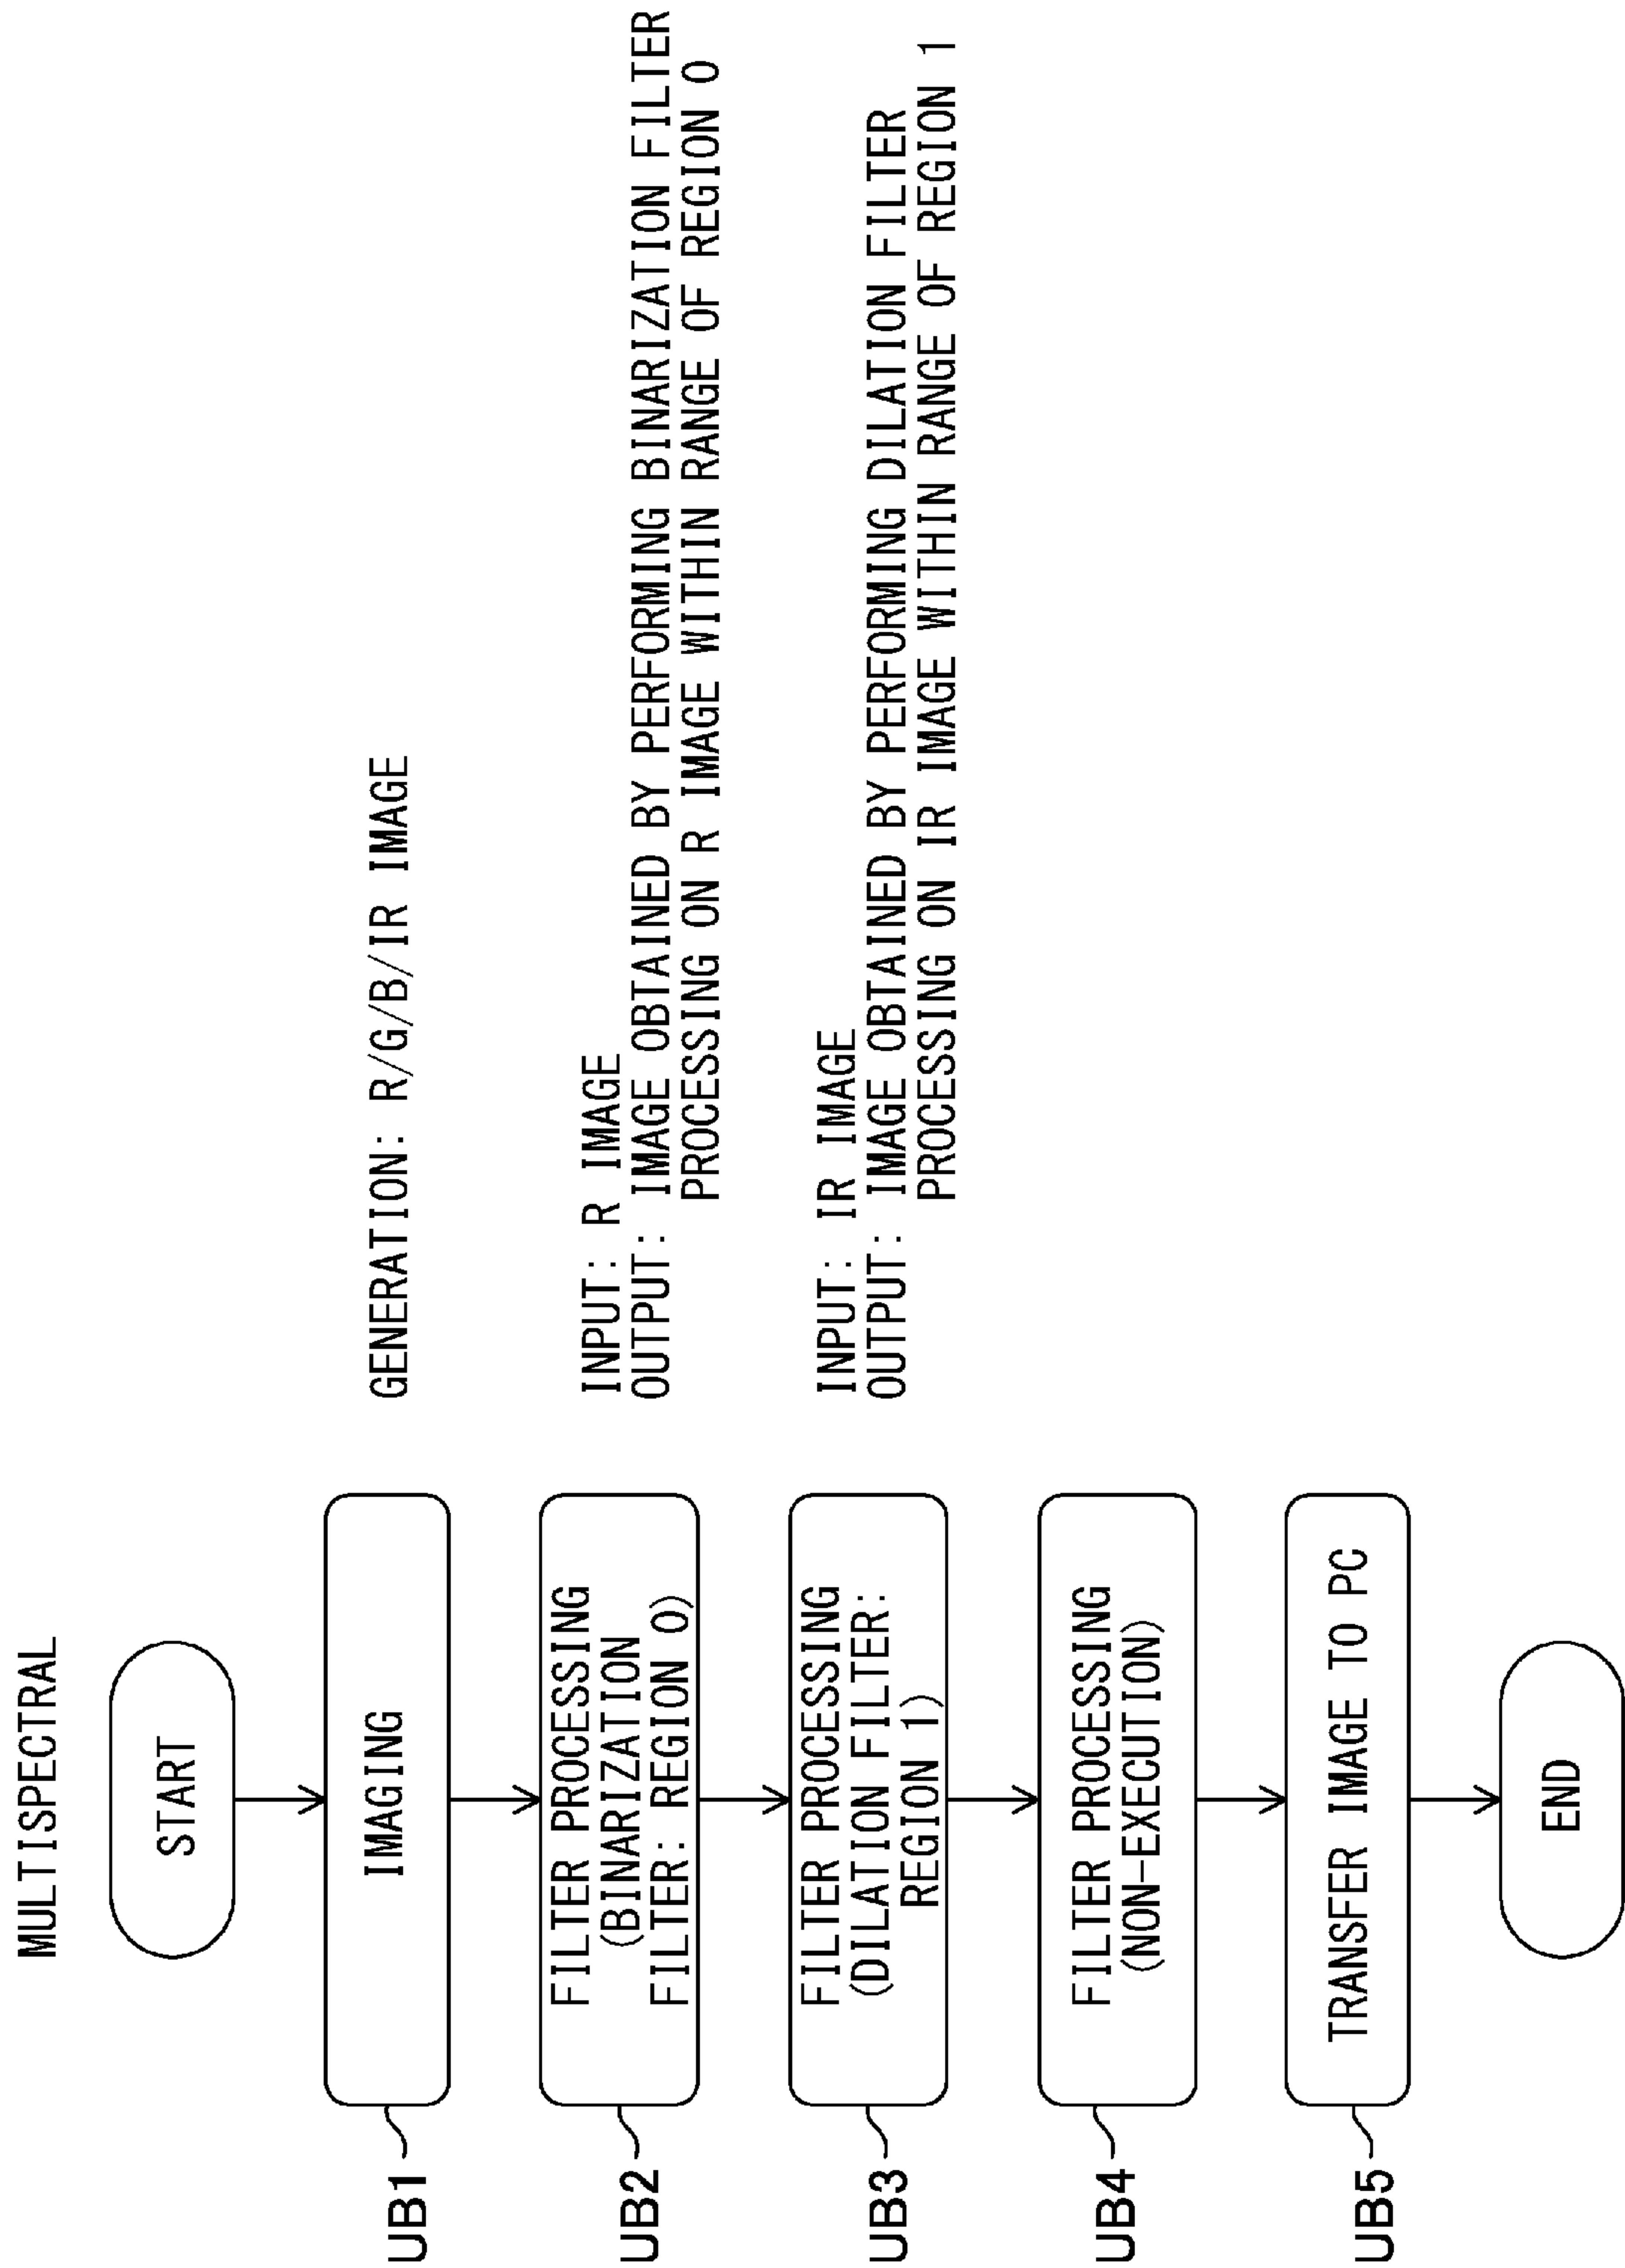 MULTISPECTRAL
START
UB1
IMAGING
GENERATION: R/G/B/IR IMAGE
UB2
FILTER PROCESSING
(BINARIZATION
FILTER: REGION 0)
INPUT: R IMAGE
OUTPUT: IMAGE OBTAINED BY PERFORMING BINARIZATION FILTER
PROCESSING ON R IMAGE WITHIN RANGE OF REGION 0
UB3
FILTER PROCESSING
(DILATION FILTER:
REGION 1)
INPUT: IR IMAGE
OUTPUT: IMAGE OBTAINED BY PERFORMING DILATION FILTER
PROCESSING ON IR IMAGE WITHIN RANGE OF REGION 1
UB4
FILTER PROCESSING
(NON-EXECUTION)
UB5
TRANSFER IMAGE TO PC
END